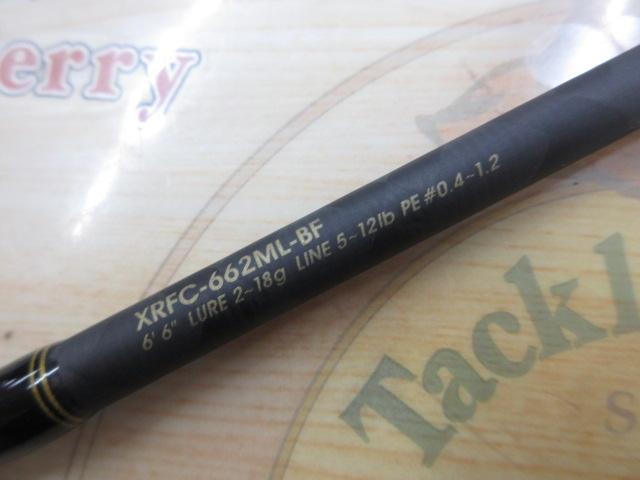 erry
XRFC-662ML-BF
6' 6" LURE 2~18g LINE 5~12lb PE #0.4~1.2
Tackl
S